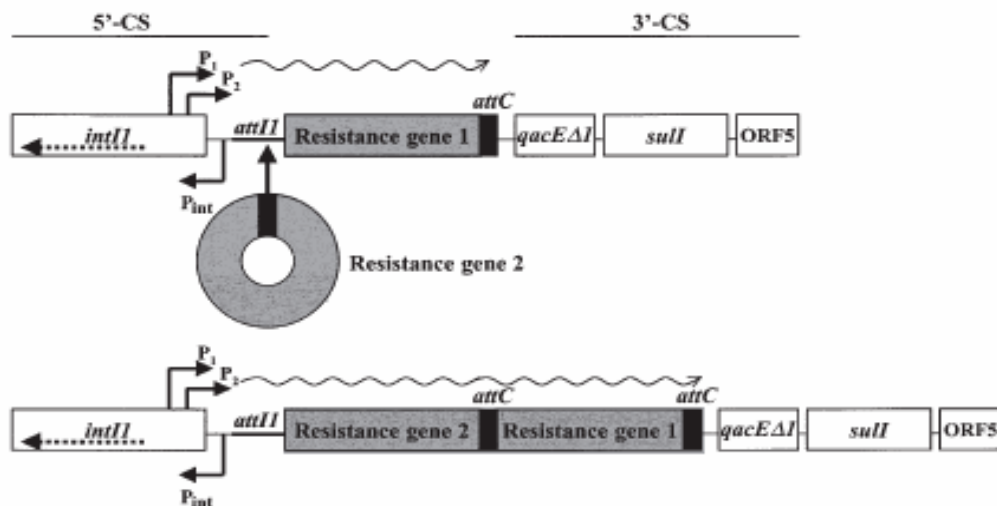 5'-CS 3'-CS
P1
P2
attC
intI1 attI1 Resistance gene 1 qacEΔ1 sulI ORF5
Pint
Resistance gene 2
P1
P2
attC attC
intI1 attI1 Resistance gene 2 Resistance gene 1 qacEΔ1 sulI ORF5
Pint